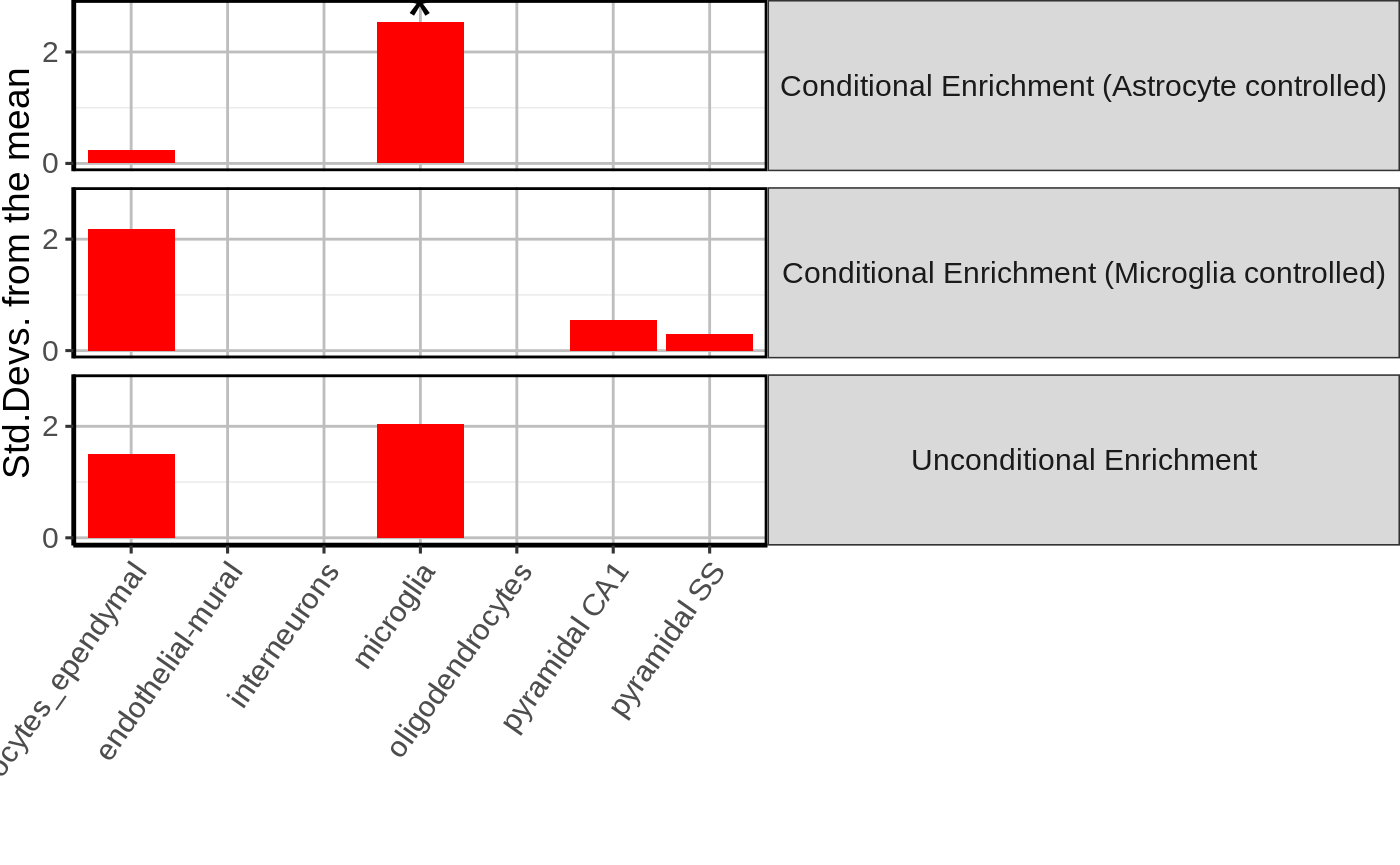 Std.Devs. from the mean
*
2
0
Conditional Enrichment (Astrocyte controlled)
2
0
Conditional Enrichment (Microglia controlled)
2
0
Unconditional Enrichment
ocytes_ependymal
endothelial-mural
interneurons
microglia
oligodendrocytes
pyramidal CA1
pyramidal SS